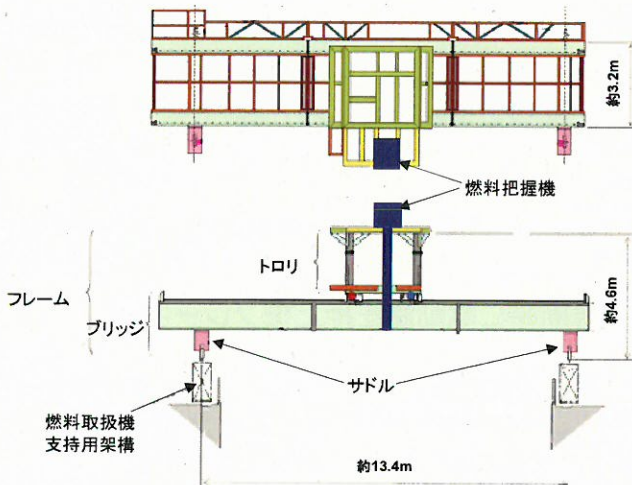 約3.2m
燃料把握機
トロリ
フレーム
ブリッジ
約4.6m
サドル
燃料取扱機
支持用架構
約13.4m